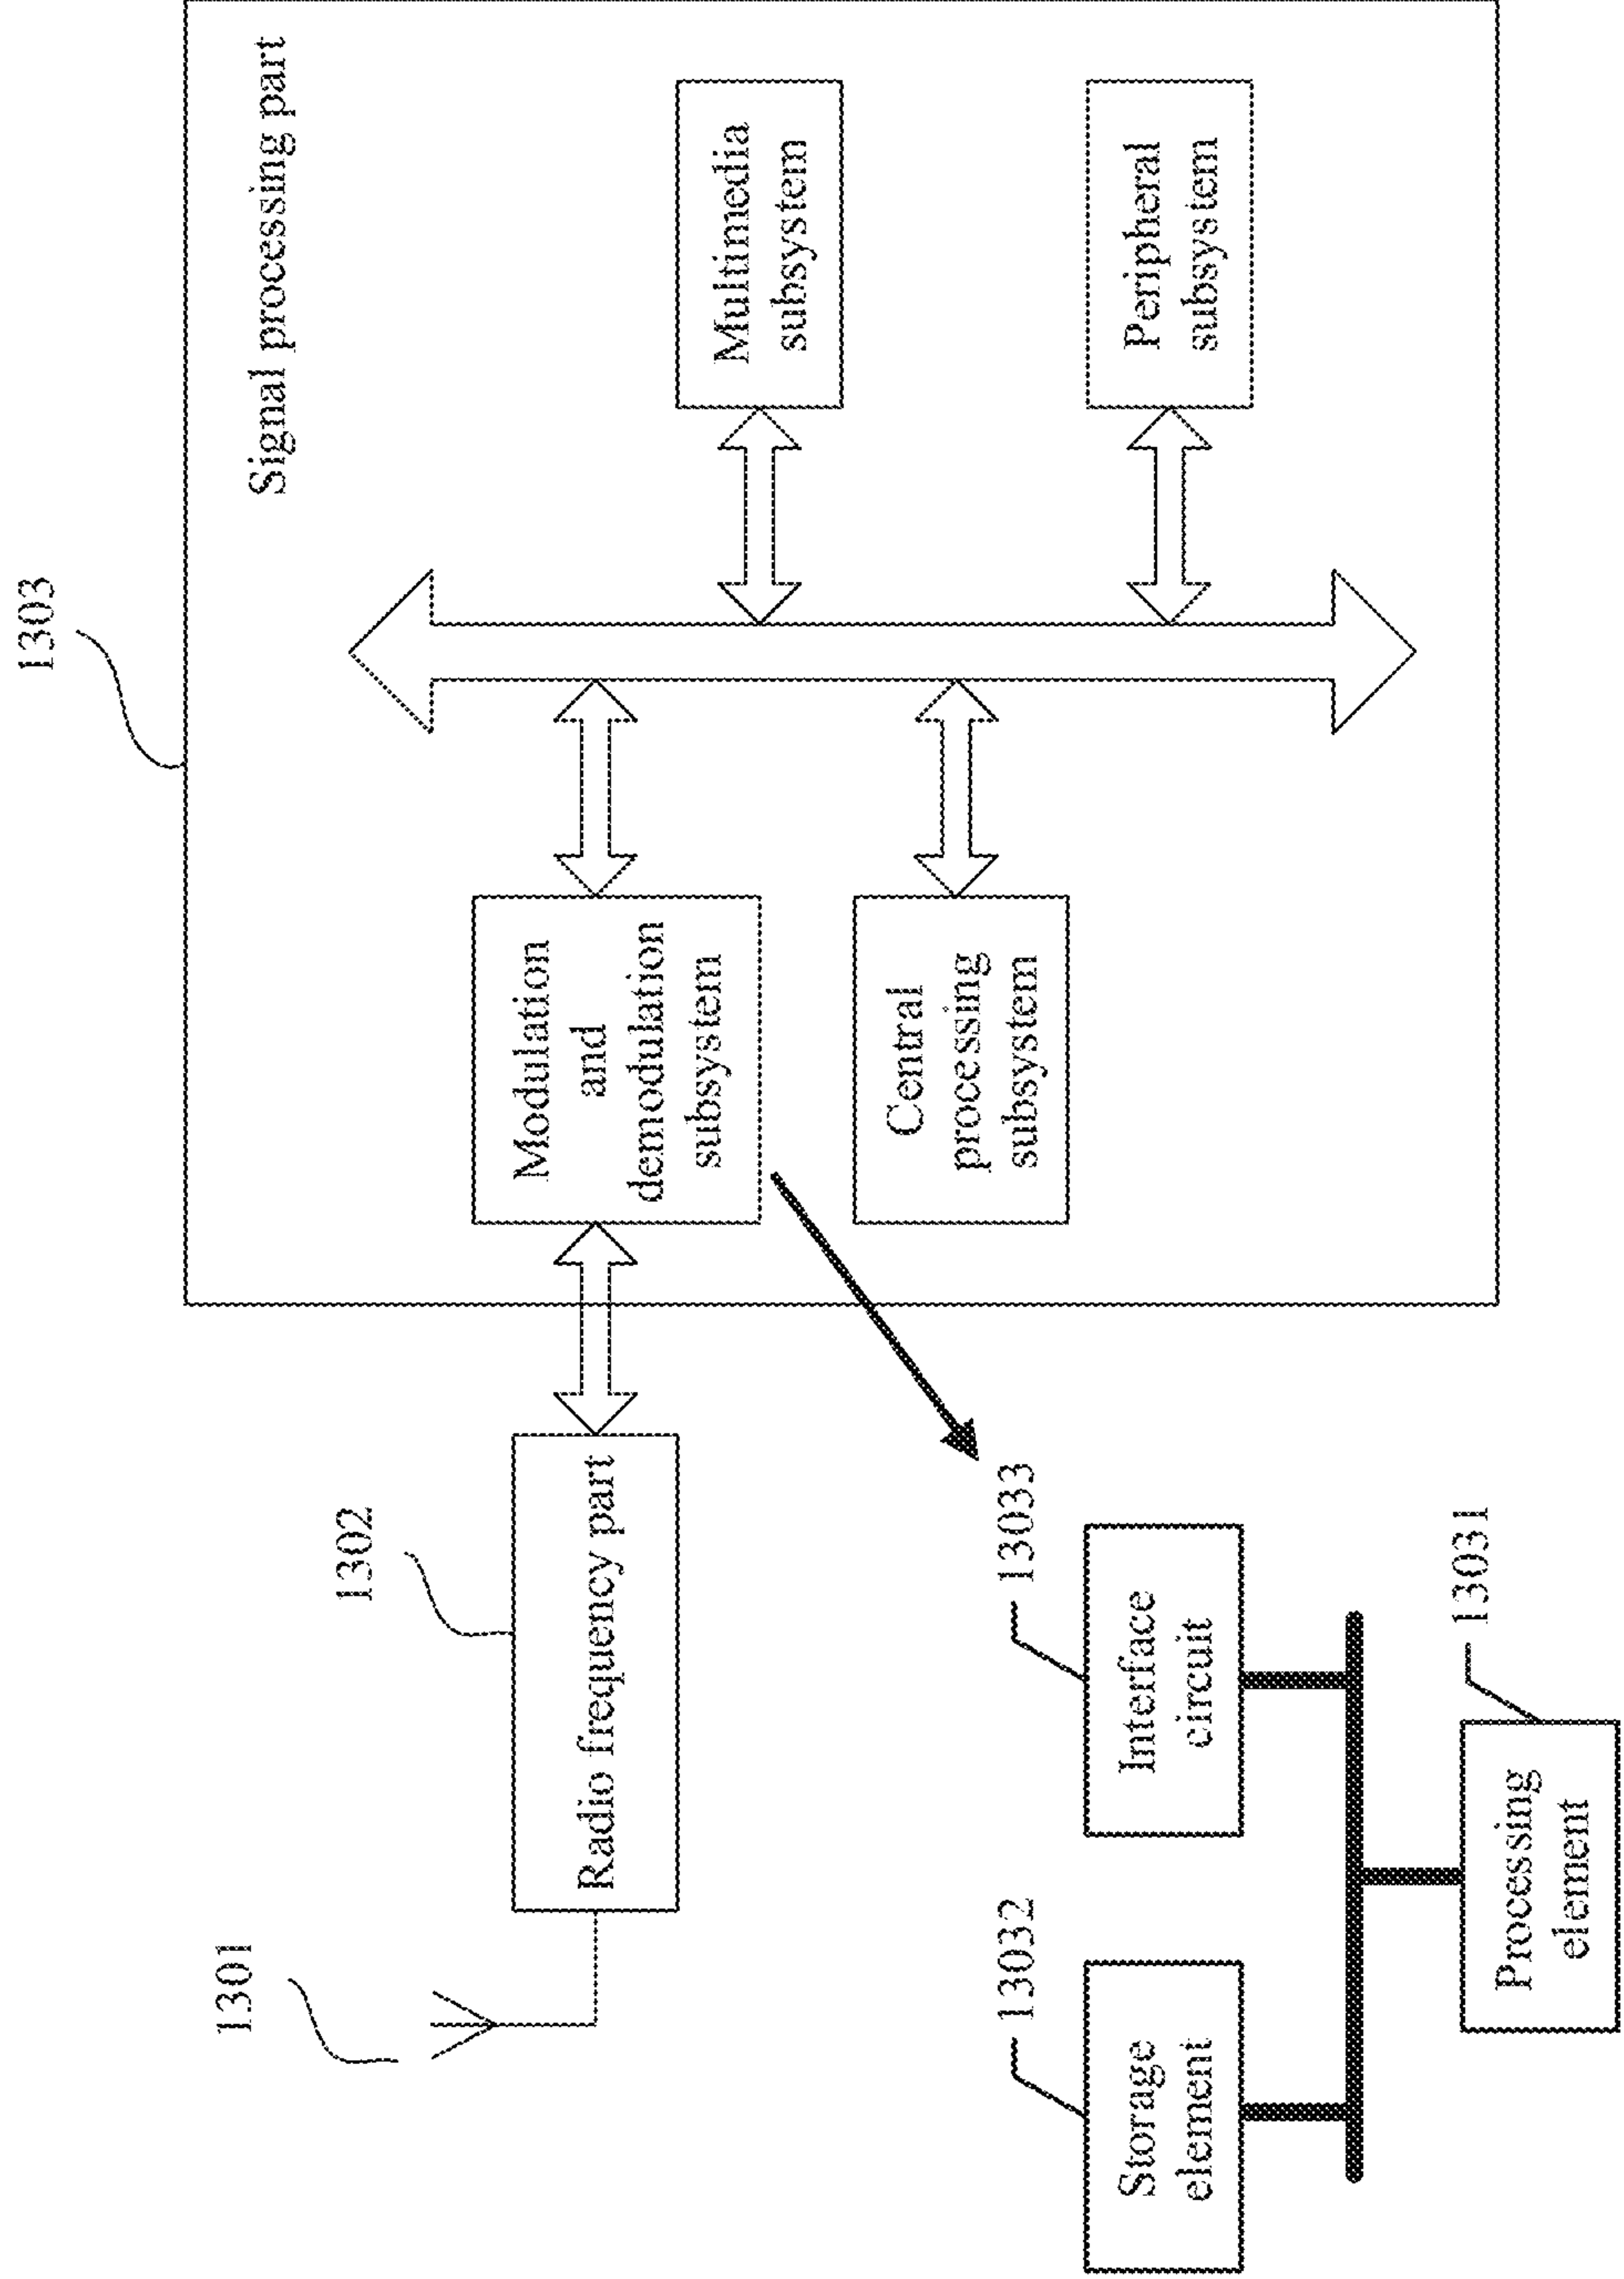 1303
Signal processing part
1301
1302
Radio frequency part
Modulation
and
demodulation
subsystem
Multimedia
subsystem
Central
processing
subsystem
Peripheral
subsystem
13032
Storage
element
13033
Interface
circuit
13031
Processing
element